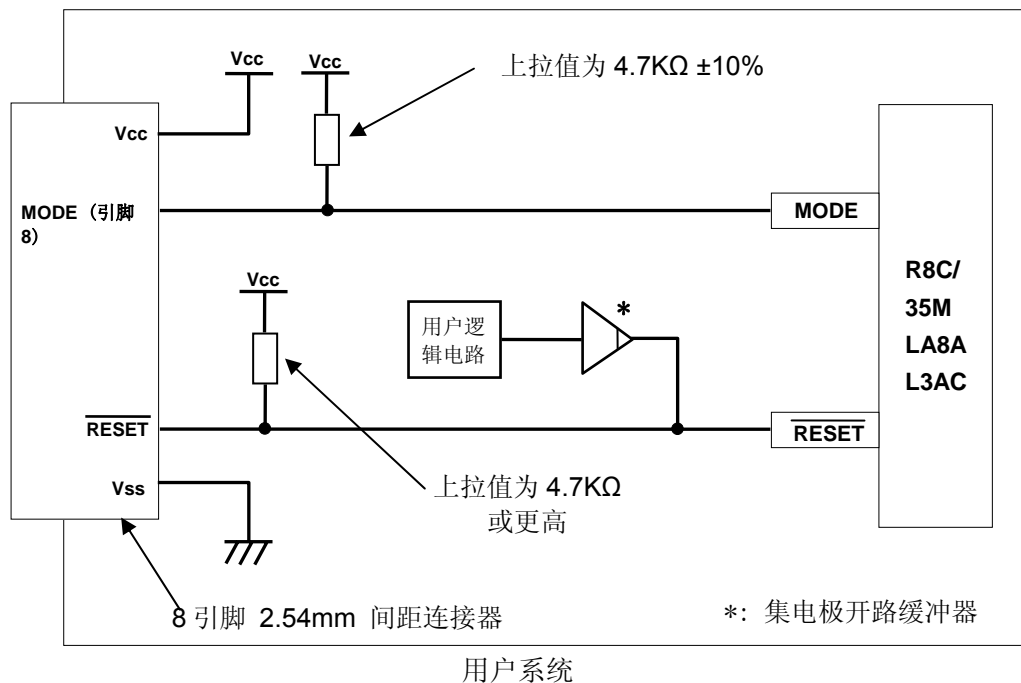 Vcc
Vcc
上拉值为 4.7KΩ ±10%
Vcc
MODE（引脚
8）
MODE
R8C/
35M
LA8A
L3AC
Vcc
*
用户逻
辑电路
RESET
RESET
上拉值为 4.7KΩ
或更高
Vss
8 引脚 2.54mm 间距连接器
*: 集电极开路缓冲器
用户系统